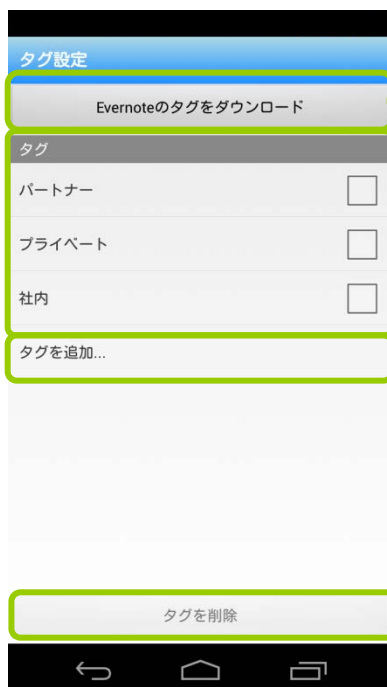 タグ設定
Evernoteのタグをダウンロード
タグ
パートナー
プライベート
社内
タグを追加...
タグを削除